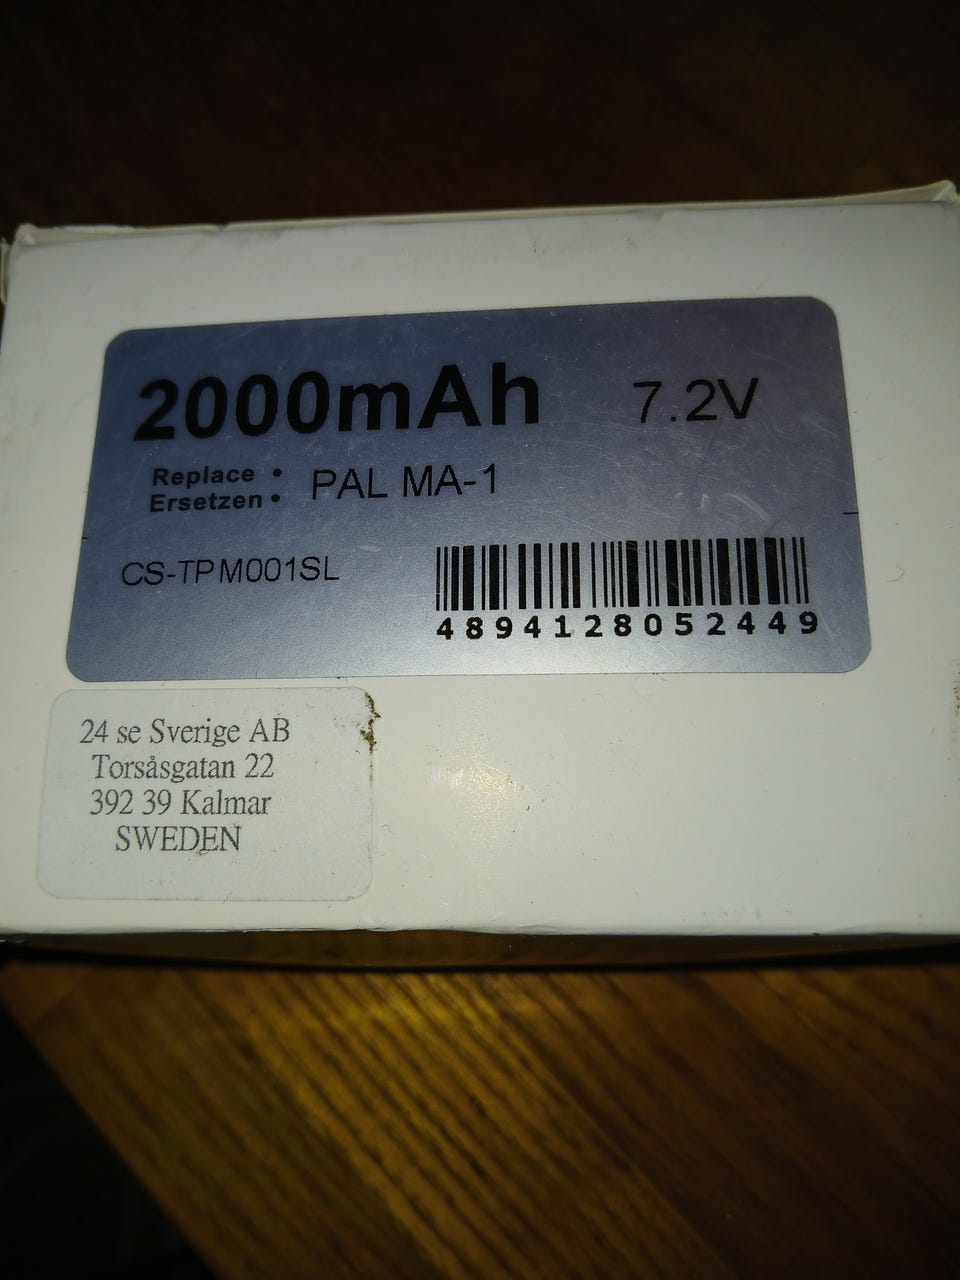 2000mAh 7.2V
Replace •
Ersetzen • PAL MA-1
CS-TPM001SL
4894128052449
24 se Sverige AB
Torsåsgatan 22
392 39 Kalmar
SWEDEN